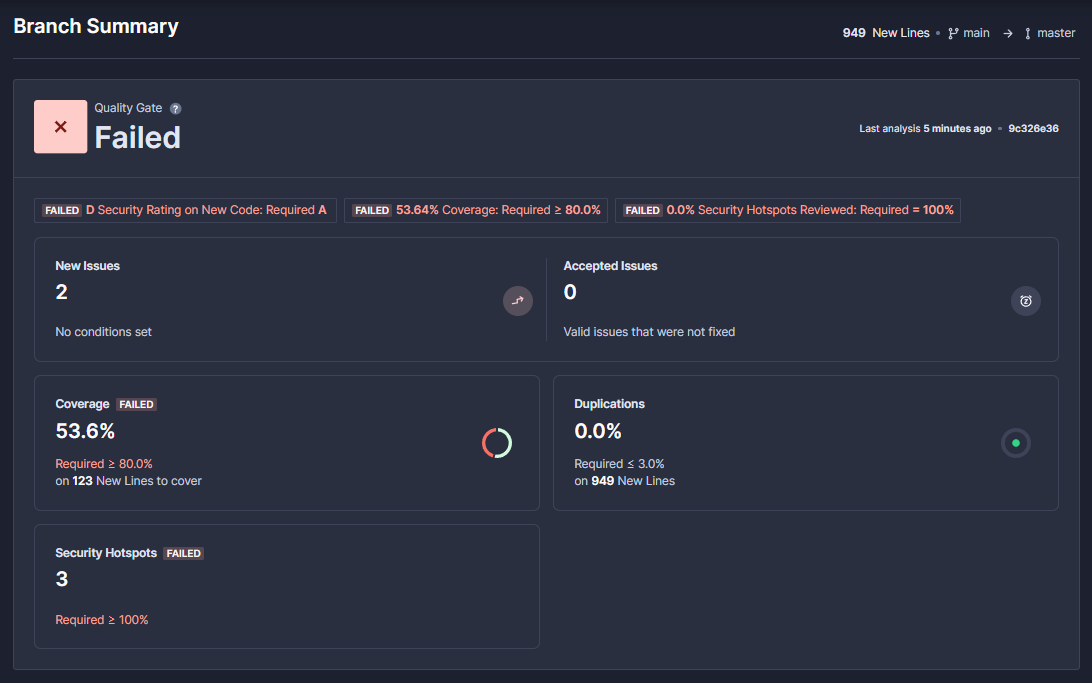 Branch Summary
949 New Lines • main → master
Quality Gate ?
Failed
Last analysis 5 minutes ago • 9c326e36
FAILED D Security Rating on New Code: Required A
FAILED 53.64% Coverage: Required ≥ 80.0%
FAILED 0.0% Security Hotspots Reviewed: Required = 100%
New Issues
2
No conditions set
Accepted Issues
0
Valid issues that were not fixed
Coverage FAILED
53.6%
Required ≥ 80.0%
on 123 New Lines to cover
Duplications
0.0%
Required ≤ 3.0%
on 949 New Lines
Security Hotspots FAILED
3
Required ≥ 100%